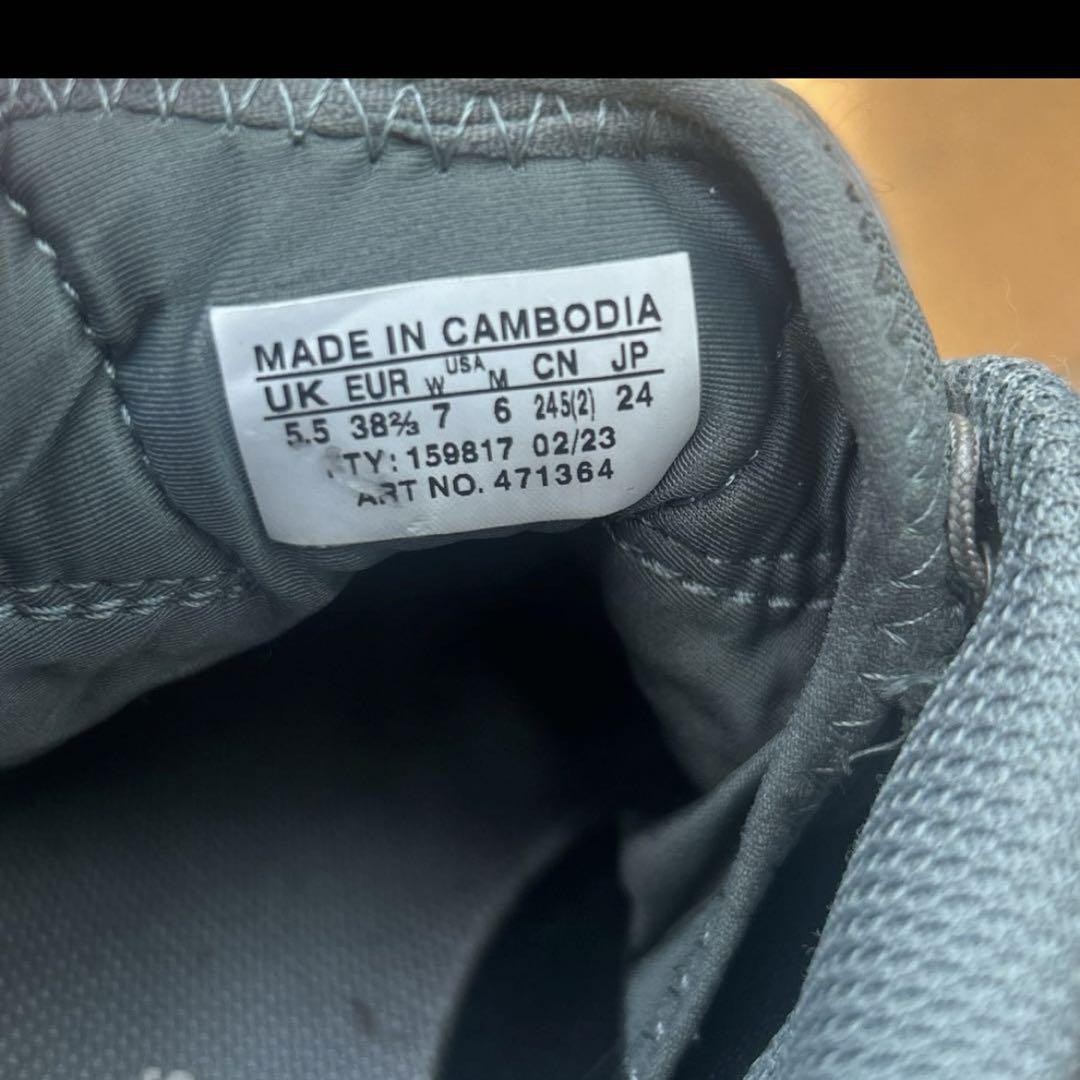 MADE IN CAMBODIA
UK EUR W USA M CN JP
5.5 38⅔ 7 6 245(2) 24
TY: 159817 02/23
ART NO. 471364